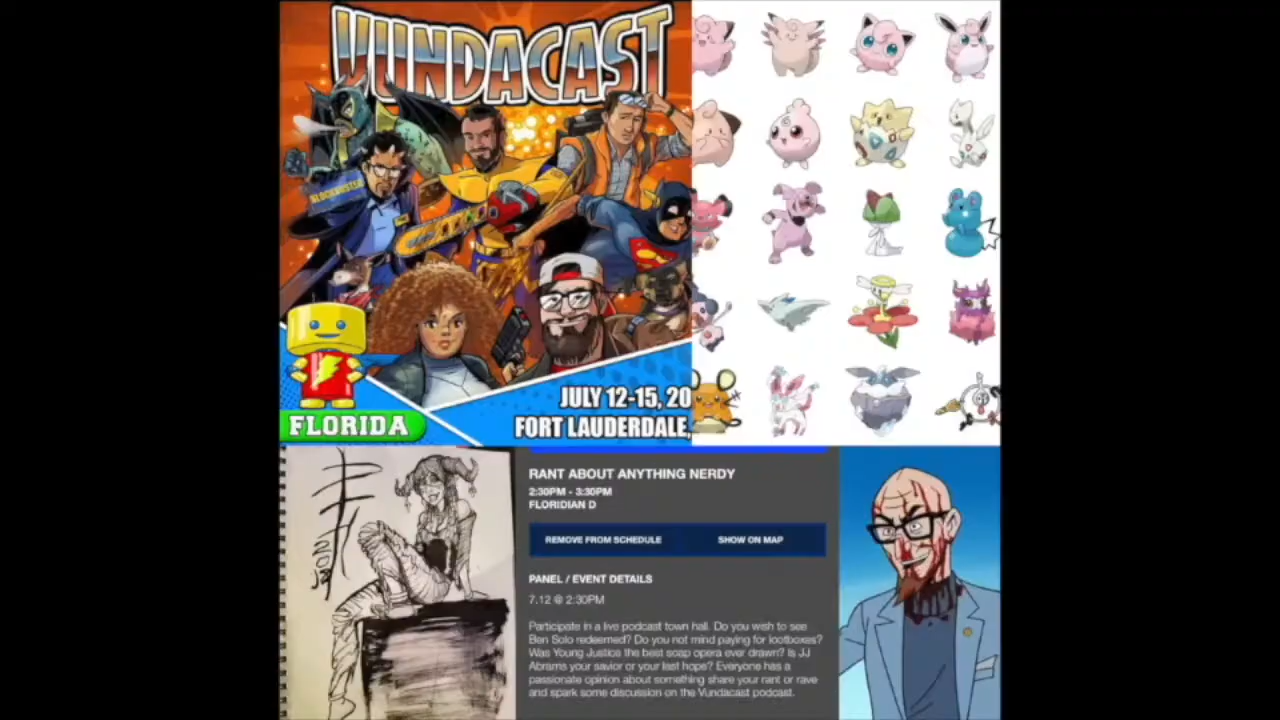 VUNDACAST
BLOCKBUSTER
FLORIDA
JULY 12-15, 20
FORT LAUDERDALE,
RANT ABOUT ANYTHING NERDY
2:30PM - 3:30PM
FLORIDIAN D
REMOVE FROM SCHEDULE
SHOW ON MAP
PANEL / EVENT DETAILS
7.12 @ 2:30PM
Participate in a live podcast town hall. Do you wish to see
Ben Solo redeemed? Do you not mind paying for lootboxes?
Was Young Justice the best soap opera ever drawn? Is JJ
Abrams your savior or your last hope? Everyone has a
passionate opinion about something share your rant or rave
and spark some discussion on the Vundacast podcast.